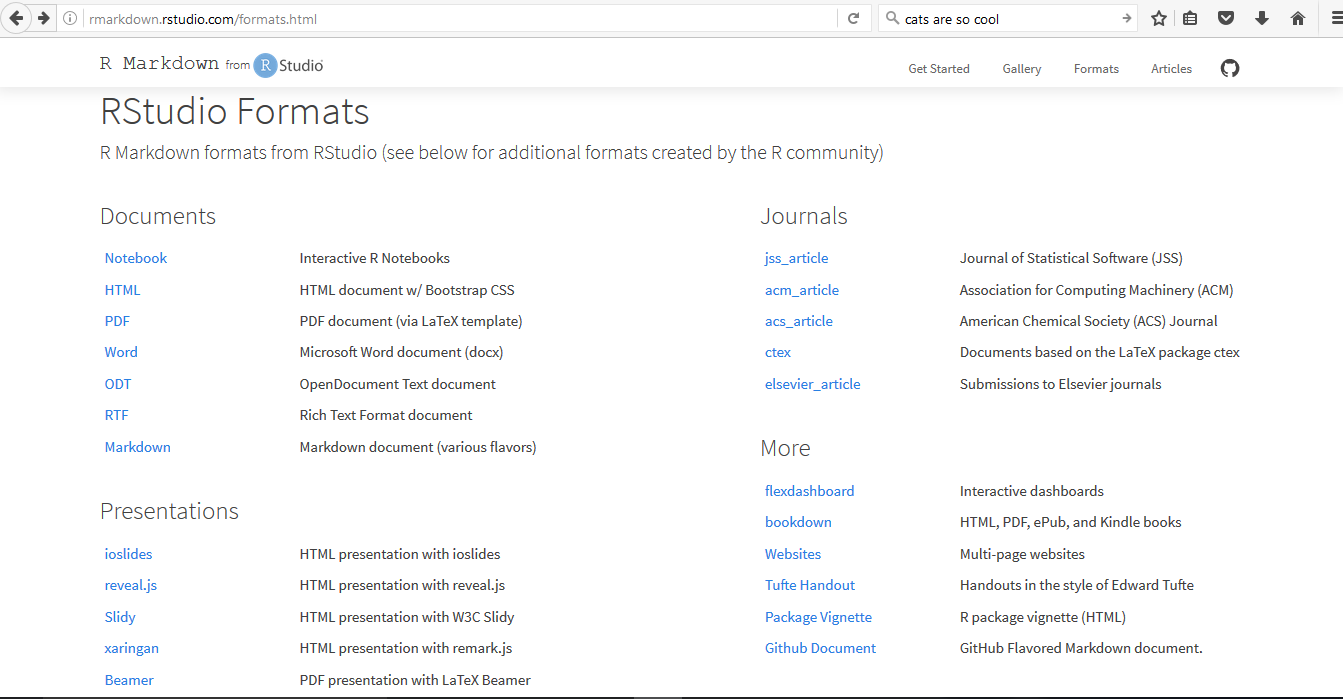 rmarkdown.rstudio.com/formats.html
cats are so cool
R Markdown from R Studio
Get Started Gallery Formats Articles
RStudio Formats
R Markdown formats from RStudio (see below for additional formats created by the R community)
Documents
Notebook Interactive R Notebooks
HTML HTML document w/ Bootstrap CSS
PDF PDF document (via LaTeX template)
Word Microsoft Word document (docx)
ODT OpenDocument Text document
RTF Rich Text Format document
Markdown Markdown document (various flavors)
Presentations
ioslides HTML presentation with ioslides
reveal.js HTML presentation with reveal.js
Slidy HTML presentation with W3C Slidy
xaringan HTML presentation with remark.js
Beamer PDF presentation with LaTeX Beamer
Journals
jss_article Journal of Statistical Software (JSS)
acm_article Association for Computing Machinery (ACM)
acs_article American Chemical Society (ACS) Journal
ctex Documents based on the LaTeX package ctex
elsevier_article Submissions to Elsevier journals
More
flexdashboard Interactive dashboards
bookdown HTML, PDF, ePub, and Kindle books
Websites Multi-page websites
Tufte Handout Handouts in the style of Edward Tufte
Package Vignette R package vignette (HTML)
Github Document GitHub Flavored Markdown document.